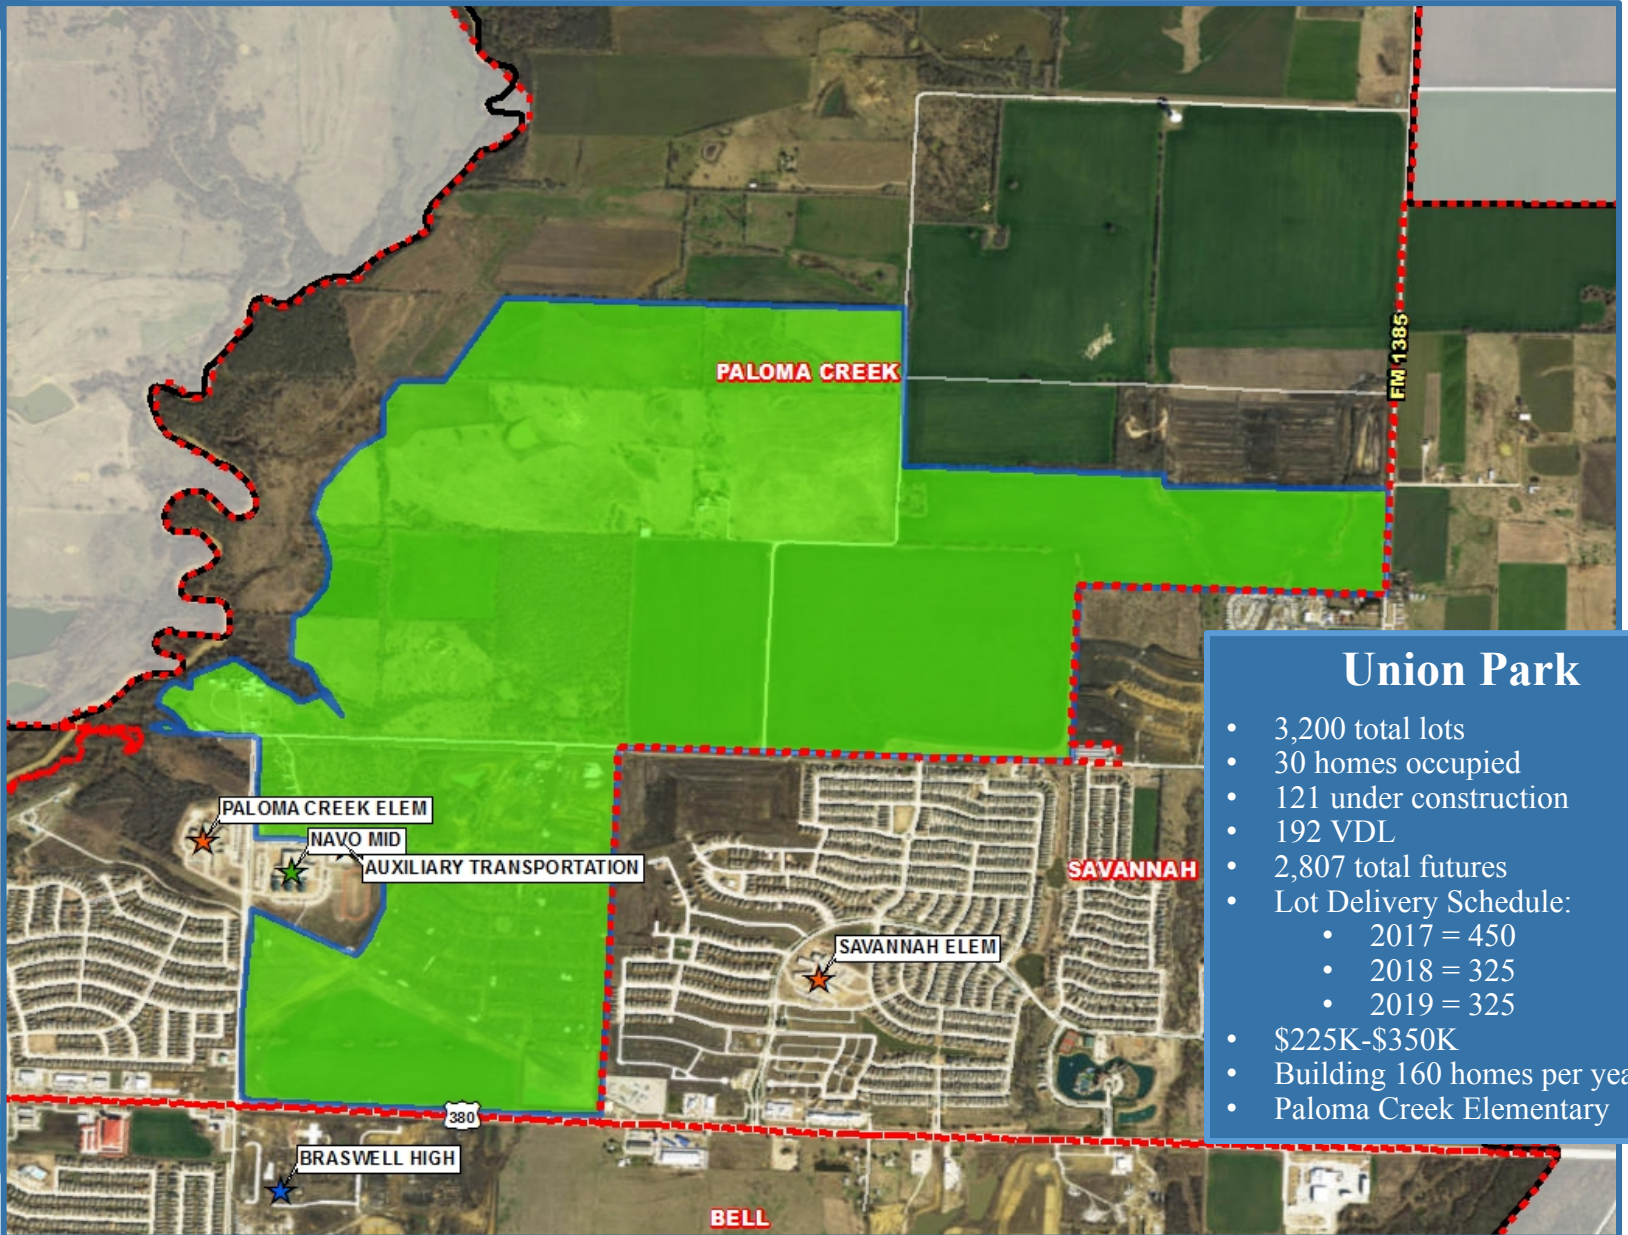 PALOMA CREEK
FM 1385
Union Park
• 3,200 total lots
• 30 homes occupied
• 121 under construction
• 192 VDL
• 2,807 total futures
• Lot Delivery Schedule:
• 2017 = 450
• 2018 = 325
• 2019 = 325
• $225K-$350K
• Building 160 homes per yea
• Paloma Creek Elementary
PALOMA CREEK ELEM
NAVO MID
AUXILIARY TRANSPORTATION
SAVANNAH
SAVANNAH ELEM
380
BRASWELL HIGH
BELL